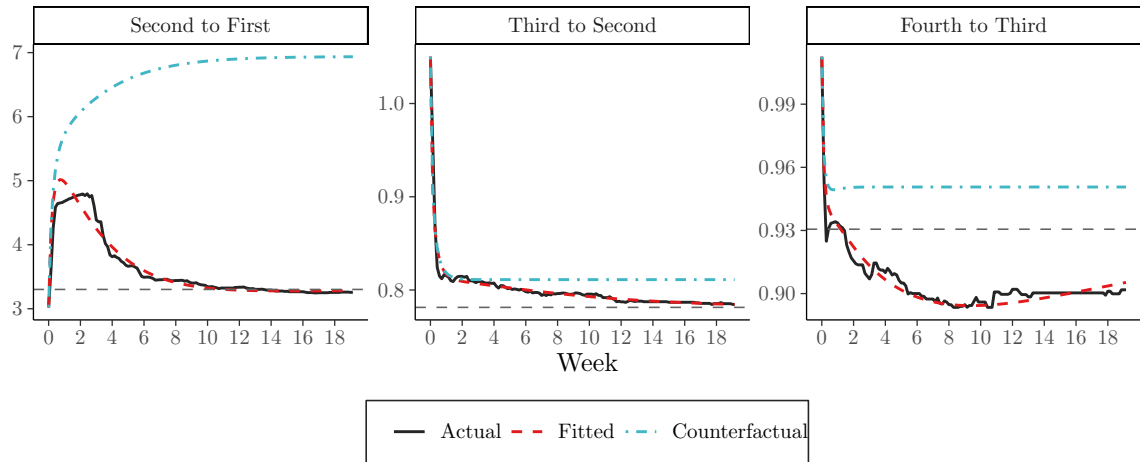 Second to First
Third to Second
Fourth to Third
7
6
5
4
3
1.0
0.9
0.8
0.99
0.96
0.93
0.90
0 2 4 6 8 10 12 14 16 18
0 2 4 6 8 10 12 14 16 18
0 2 4 6 8 10 12 14 16 18
Week
Actual Fitted Counterfactual